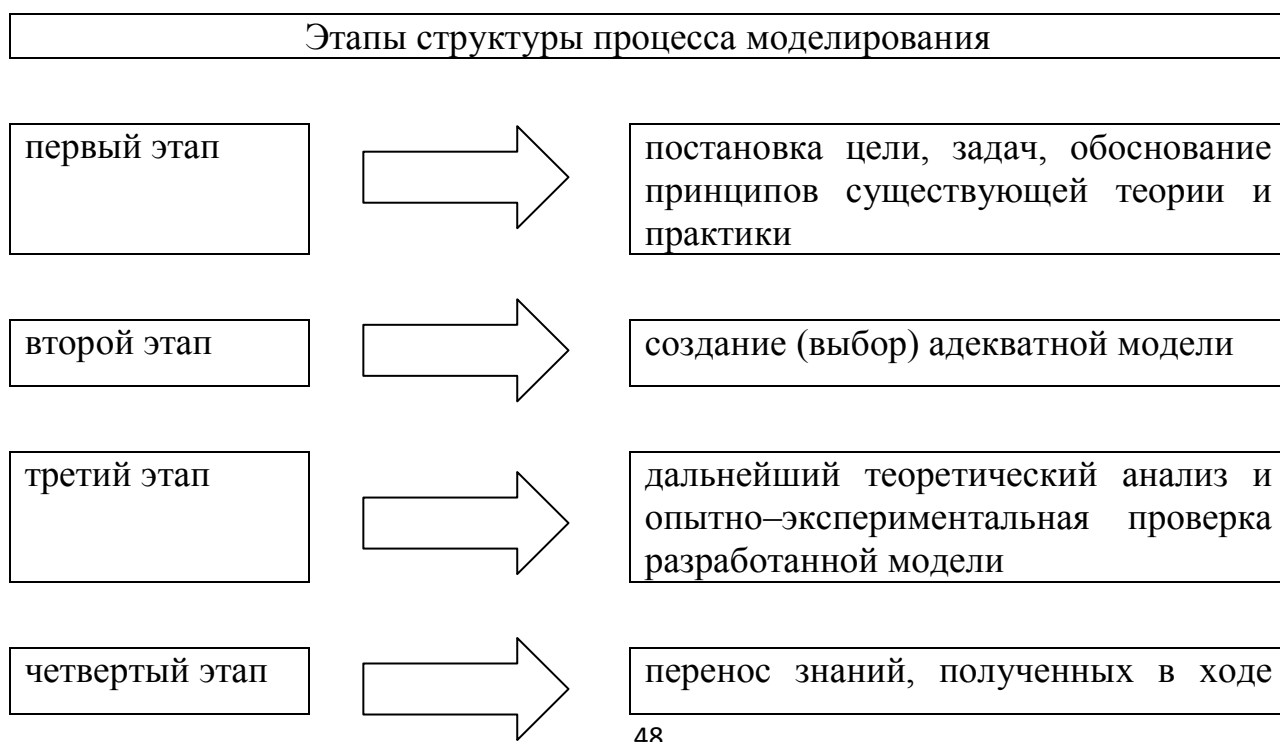 Этапы структуры процесса моделирования
первый этап
постановка цели, задач, обоснование
принципов существующей теории и
практики
второй этап
создание (выбор) адекватной модели
третий этап
дальнейший теоретический анализ и
опытно–экспериментальная проверка
разработанной модели
четвертый этап
перенос знаний, полученных в ходе
48